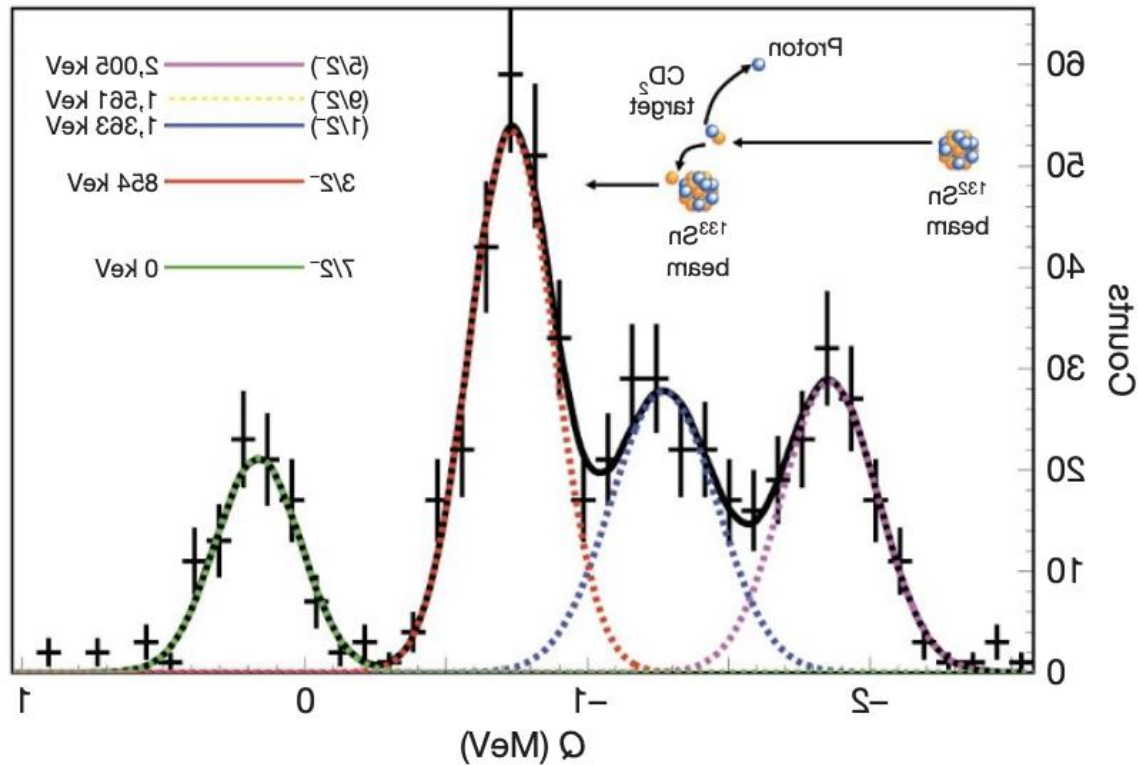 (5/2⁻) 2,005 keV
(9/2⁻) 1,561 keV
(1/2⁻) 1,363 keV
3/2⁻ 854 keV
7/2⁻ 0 keV
Proton
CD₂
target
¹³²Sn
beam
¹³³Sn
beam
Counts
60
50
40
30
20
10
0
-2
-1
0
1
Q (MeV)